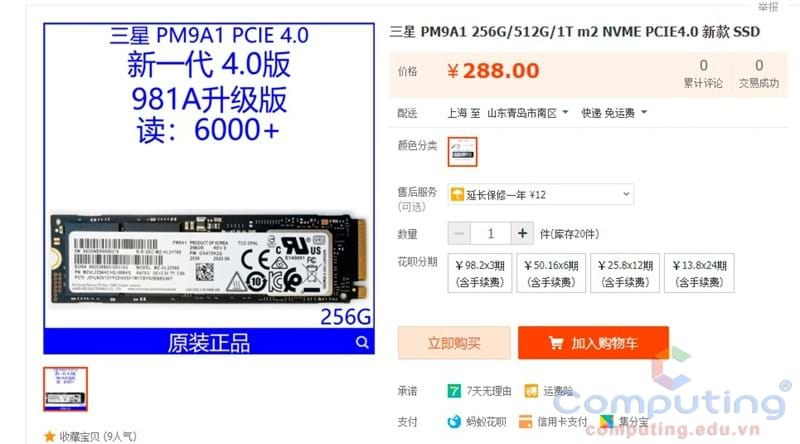 举报
三星 PM9A1 PCIE 4.0
新一代 4.0版
981A升级版
读：6000+
PM9A1
PRODUCT OF KOREA
256GB
REV 0
TCG OPAL
256G
原装正品
收藏宝贝 (9人气)
三星 PM9A1 256G/512G/1T m2 NVME PCIE4.0 新款 SSD
价格
￥288.00
0
累计评论
0
交易成功
配送
上海 至 山东青岛市南区
快递 免运费
颜色分类
售后服务
(可选)
延长保修一年 ¥12
数量
1
件(库存20件)
花呗分期
￥98.2x3期
(含手续费)
￥50.16x6期
(含手续费)
￥25.8x12期
(含手续费)
￥13.8x24期
(含手续费)
立即购买
加入购物车
承诺
7天无理由
运费险
支付
蚂蚁花呗
信用卡支付
集分宝
Computing
computing.edu.vn